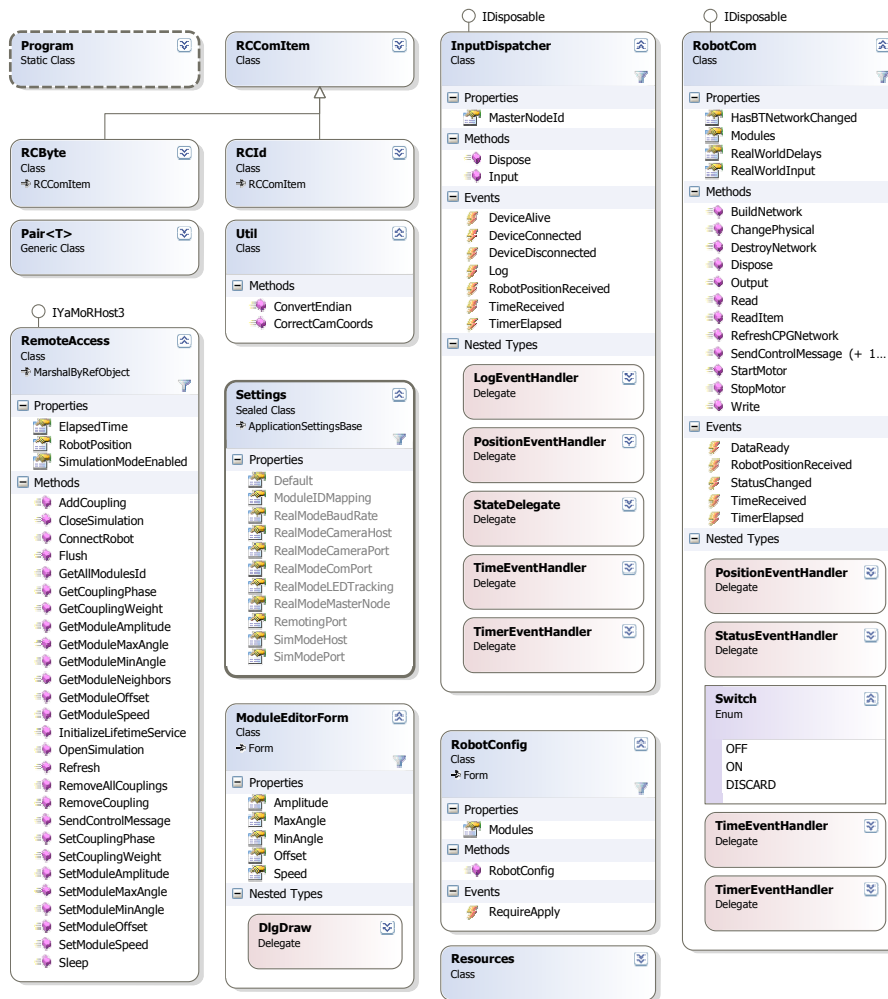 Program
Static Class
RCComItem
Class
RCByte
Class
RCComItem
RCId
Class
RCComItem
Pair<T>
Generic Class
Util
Class
Methods
ConvertEndian
CorrectCamCoords
IYaMoRHost3
RemoteAccess
Class
MarshalByRefObject
Properties
ElapsedTime
RobotPosition
SimulationModeEnabled
Methods
AddCoupling
CloseSimulation
ConnectRobot
Flush
GetAllModulesId
GetCouplingPhase
GetCouplingWeight
GetModuleAmplitude
GetModuleMaxAngle
GetModuleMinAngle
GetModuleNeighbors
GetModuleOffset
GetModuleSpeed
InitializeLifetimeService
OpenSimulation
Refresh
RemoveAllCouplings
RemoveCoupling
SendControlMessage
SetCouplingPhase
SetCouplingWeight
SetModuleAmplitude
SetModuleMaxAngle
SetModuleMinAngle
SetModuleOffset
SetModuleSpeed
Sleep
Settings
Sealed Class
ApplicationSettingsBase
Properties
Default
ModuleIDMapping
RealModeBaudRate
RealModeCameraHost
RealModeCameraPort
RealModeComPort
RealModeLEDTracking
RealModeMasterNode
RemotingPort
SimModeHost
SimModePort
ModuleEditorForm
Class
Form
Properties
Amplitude
MaxAngle
MinAngle
Offset
Speed
Nested Types
DlgDraw
Delegate
IDisposable
InputDispatcher
Class
Properties
MasterNodeId
Methods
Dispose
Input
Events
DeviceAlive
DeviceConnected
DeviceDisconnected
Log
RobotPositionReceived
TimeReceived
TimerElapsed
Nested Types
LogEventHandler
Delegate
PositionEventHandler
Delegate
StateDelegate
Delegate
TimeEventHandler
Delegate
TimerEventHandler
Delegate
RobotConfig
Class
Form
Properties
Modules
Methods
RobotConfig
Events
RequireApply
Resources
Class
IDisposable
RobotCom
Class
Properties
HasBTNetworkChanged
Modules
RealWorldDelays
RealWorldInput
Methods
BuildNetwork
ChangePhysical
DestroyNetwork
Dispose
Output
Read
ReadItem
RefreshCPGNetwork
SendControlMessage (+ 1...
StartMotor
StopMotor
Write
Events
DataReady
RobotPositionReceived
StatusChanged
TimeReceived
TimerElapsed
Nested Types
PositionEventHandler
Delegate
StatusEventHandler
Delegate
Switch
Enum
OFF
ON
DISCARD
TimeEventHandler
Delegate
TimerEventHandler
Delegate